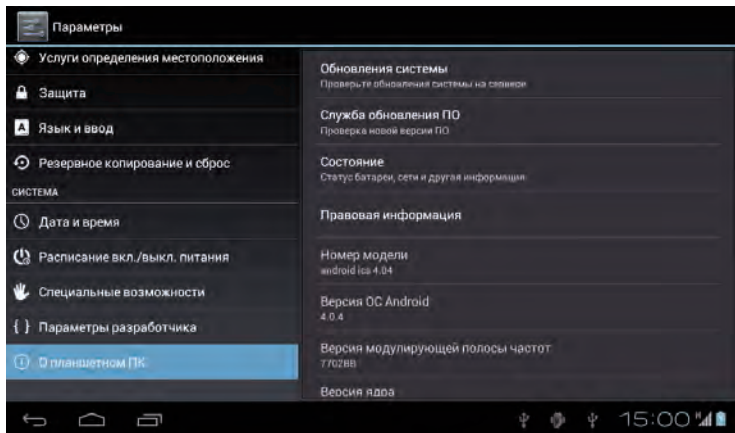 Параметры
Услуги определения местоположения
Защита
Язык и ввод
Резервное копирование и сброс
СИСТЕМА
Дата и время
Расписание вкл./выкл. питания
Специальные возможности
Параметры разработчика
О планшетном ПК
Обновления системы
Проверьте обновления системы на сервере
Служба обновления ПО
Проверка новой версии ПО
Состояние
Статус батареи, сети и другая информация
Правовая информация
Номер модели
android ics 4.04
Версия ОС Android
4.0.4
Версия модулирующей полосы частот
7702BB
Версия ядра
15:00